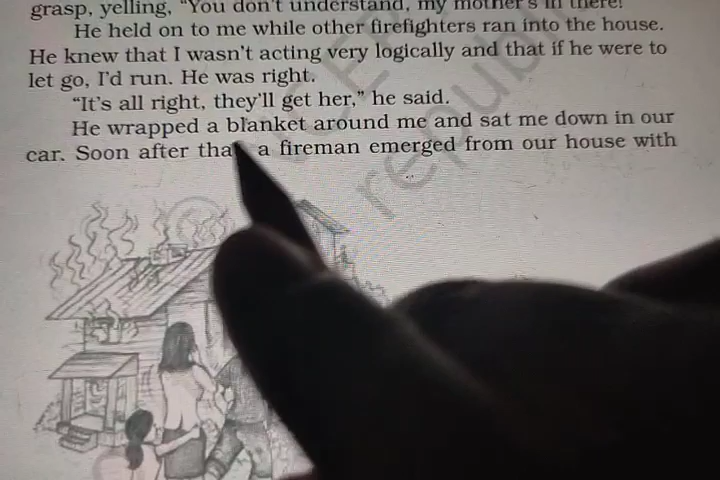 grasp, yelling, "You don't understand, my mother's in there!
He held on to me while other firefighters ran into the house.
He knew that I wasn't acting very logically and that if he were to
let go, I'd run. He was right.
"It's all right, they'll get her," he said.
He wrapped a blanket around me and sat me down in our
car. Soon after tha a fireman emerged from our house with
republ